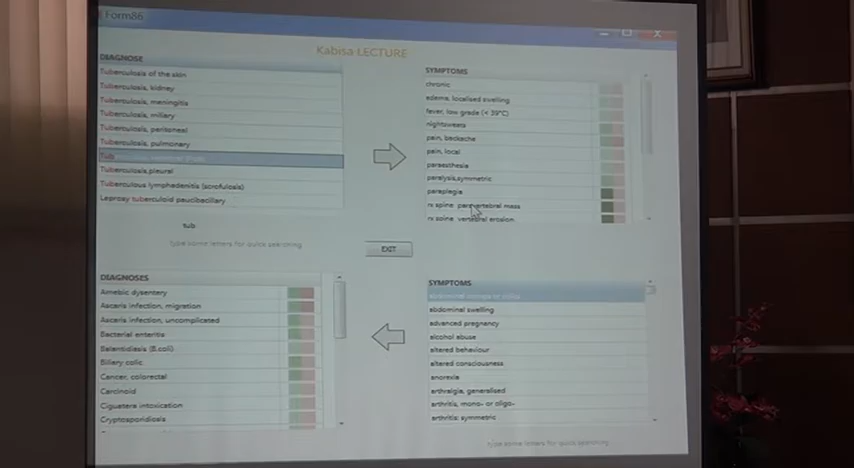 Form86
Kabisa LECTURE
DIAGNOSE
Tuberculosis of the skin
Tuberculosis, kidney
Tuberculosis, meningitis
Tuberculosis, miliary
Tuberculosis, peritoneal
Tuberculosis, pulmonary
Tub
Tuberculosis,pleural
Tuberculous lymphadenitis (scrofulosis)
Leprosy tuberculoid paucibacillary
tub
type some letters for quick searching
SYMPTOMS
chronic
edema, localised swelling
fever, low grade (< 39°C)
nightsweats
pain, backache
pain, local
paraesthesia
paralysis,symmetric
paraplegia
rx spine paravertebral mass
rx spine vertebral erosion
EXIT
DIAGNOSES
Amebic dysentery
Ascaris infection, migration
Ascaris infection, uncomplicated
Bacterial enteritis
Balantidiasis (B.coli)
Biliary colic
Cancer, colorectal
Carcinoid
Ciguatera intoxication
Cryptosporidiosis
SYMPTOMS
abdominal swelling
advanced pregnancy
alcohol abuse
altered behaviour
altered consciousness
anorexia
arthralgia, generalised
arthritis, mono- or oligo-
arthritis: symmetric
type some letters for quick searching